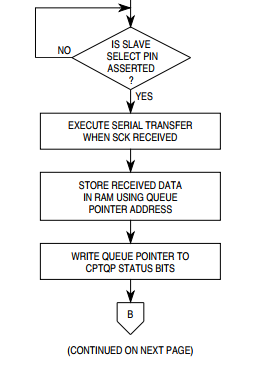 IS SLAVE
NO
SELECT PIN
ASSERTED
?
YES
EXECUTE SERIAL TRANSFER
WHEN SCK RECEIVED
STORE RECEIVED DATA
IN RAM USING QUEUE
POINTER ADDRESS
WRITE QUEUE POINTER TO
CPTQP STATUS BITS
B
(CONTINUED ON NEXT PAGE)